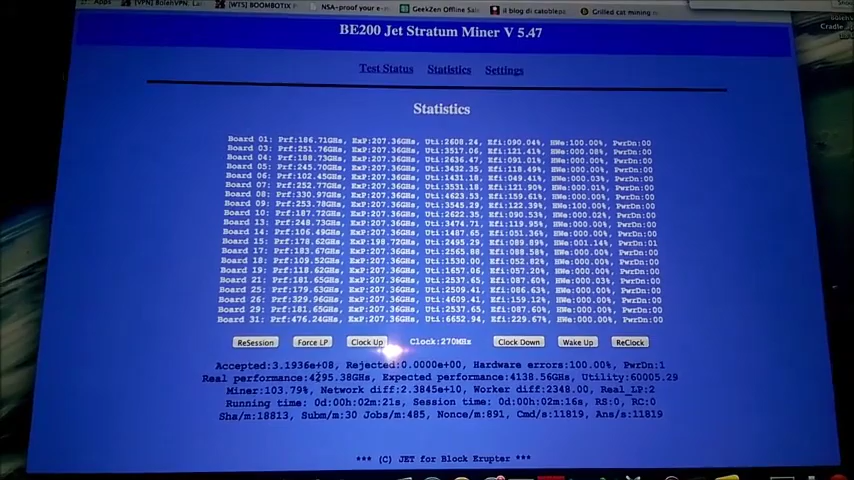 Apps [VPN] BolehVPN. La [WTS] BOOMBOTIX NSA-proof your e-m GeekZen Offline Sale il blog di catobleps Grilled cat mining
BE200 Jet Stratum Miner V 5.47
Test Status Statistics Settings
Statistics
Board 01: Prf:186.71GHs, ExP:207.36GHs, Uti:2608.24, Efi:090.04%, HWe:100.00%, PwrDn:00
Board 03: Prf:251.76GHs, ExP:207.36GHs, Uti:3517.06, Efi:121.41%, HWe:000.08%, PwrDn:00
Board 04: Prf:188.73GHs, ExP:207.36GHs, Uti:2636.47, Efi:091.01%, HWe:000.00%, PwrDn:00
Board 05: Prf:245.70GHs, ExP:207.36GHs, Uti:3432.35, Efi:118.49%, HWe:000.00%, PwrDn:00
Board 06: Prf:102.45GHs, ExP:207.36GHs, Uti:1431.18, Efi:049.41%, HWe:000.03%, PwrDn:00
Board 07: Prf:252.77GHs, ExP:207.36GHs, Uti:3531.18, Efi:121.90%, HWe:000.01%, PwrDn:00
Board 08: Prf:330.97GHs, ExP:207.36GHs, Uti:4623.53, Efi:159.61%, HWe:000.00%, PwrDn:00
Board 09: Prf:253.78GHs, ExP:207.36GHs, Uti:3545.29, Efi:122.39%, HWe:100.00%, PwrDn:00
Board 10: Prf:187.72GHs, ExP:207.36GHs, Uti:2622.35, Efi:090.53%, HWe:000.02%, PwrDn:00
Board 13: Prf:248.73GHs, ExP:207.36GHs, Uti:3474.71, Efi:119.95%, HWe:000.00%, PwrDn:00
Board 14: Prf:106.49GHs, ExP:207.36GHs, Uti:1487.65, Efi:051.36%, HWe:000.00%, PwrDn:00
Board 15: Prf:178.62GHs, ExP:198.72GHs, Uti:2495.29, Efi:089.89%, HWe:001.14%, PwrDn:01
Board 17: Prf:183.67GHs, ExP:207.36GHs, Uti:2565.88, Efi:088.58%, HWe:000.00%, PwrDn:00
Board 18: Prf:109.52GHs, ExP:207.36GHs, Uti:1530.00, Efi:052.82%, HWe:000.00%, PwrDn:00
Board 19: Prf:118.62GHs, ExP:207.36GHs, Uti:1657.06, Efi:057.20%, HWe:000.00%, PwrDn:00
Board 21: Prf:181.65GHs, ExP:207.36GHs, Uti:2537.65, Efi:087.60%, HWe:000.03%, PwrDn:00
Board 25: Prf:179.63GHs, ExP:207.36GHs, Uti:2509.41, Efi:086.63%, HWe:000.00%, PwrDn:00
Board 26: Prf:329.96GHs, ExP:207.36GHs, Uti:4609.41, Efi:159.12%, HWe:000.00%, PwrDn:00
Board 29: Prf:181.65GHs, ExP:207.36GHs, Uti:2537.65, Efi:087.60%, HWe:000.00%, PwrDn:00
Board 31: Prf:476.24GHs, ExP:207.36GHs, Uti:6652.94, Efi:229.67%, HWe:000.00%, PwrDn:00
ReSession Force LP Clock Up Clock:270MHz Clock Down Wake Up ReClock
Accepted:3.1936e+08, Rejected:0.0000e+00, Hardware errors:100.00%, PwrDn:1
Real performance:4295.38GHs, Expected performance:4138.56GHs, Utility:60005.29
Miner:103.79%, Network diff:2.3845e+10, Worker diff:2348.00, Real_LP:2
Running time: 0d:00h:02m:21s, Session time: 0d:00h:02m:16s, RS:0, RC:0
Sha/m:18813, Subm/m:30 Jobs/m:485, Nonce/m:891, Cmd/s:11819, Ans/s:11819
*** (C) JET for Block Erupter ***